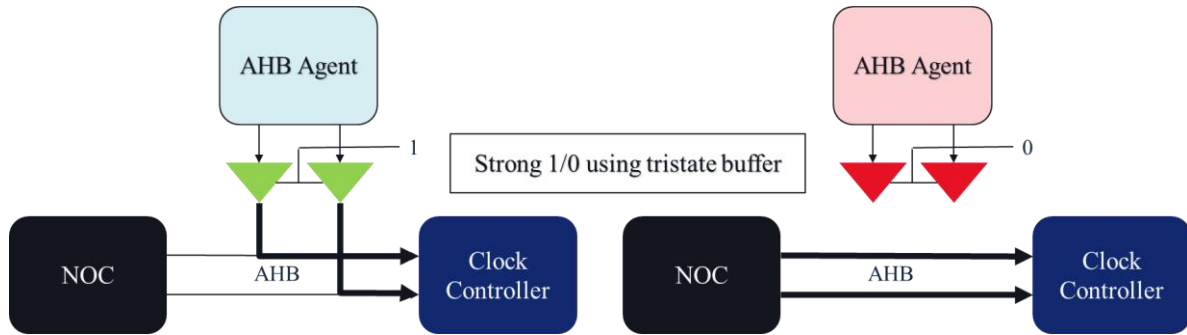 AHB Agent
AHB Agent
1
Strong 1/0 using tristate buffer
0
NOC
AHB
Clock
Controller
NOC
AHB
Clock
Controller